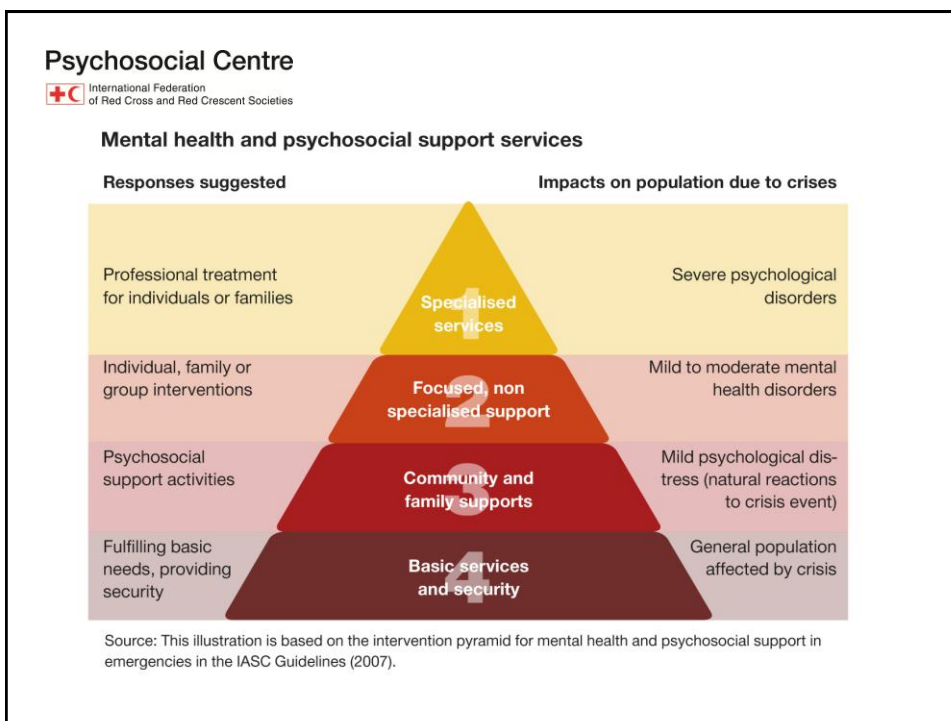 Psychosocial Centre
International Federation
of Red Cross and Red Crescent Societies
Mental health and psychosocial support services
Responses suggested
Impacts on population due to crises
Professional treatment
for individuals or families
1
Specialised
services
Severe psychological
disorders
Individual, family or
group interventions
2
Focused, non
specialised support
Mild to moderate mental
health disorders
Psychosocial
support activities
3
Community and
family supports
Mild psychological dis-
tress (natural reactions
to crisis event)
Fulfilling basic
needs, providing
security
4
Basic services
and security
General population
affected by crisis
Source: This illustration is based on the intervention pyramid for mental health and psychosocial support in
emergencies in the IASC Guidelines (2007).